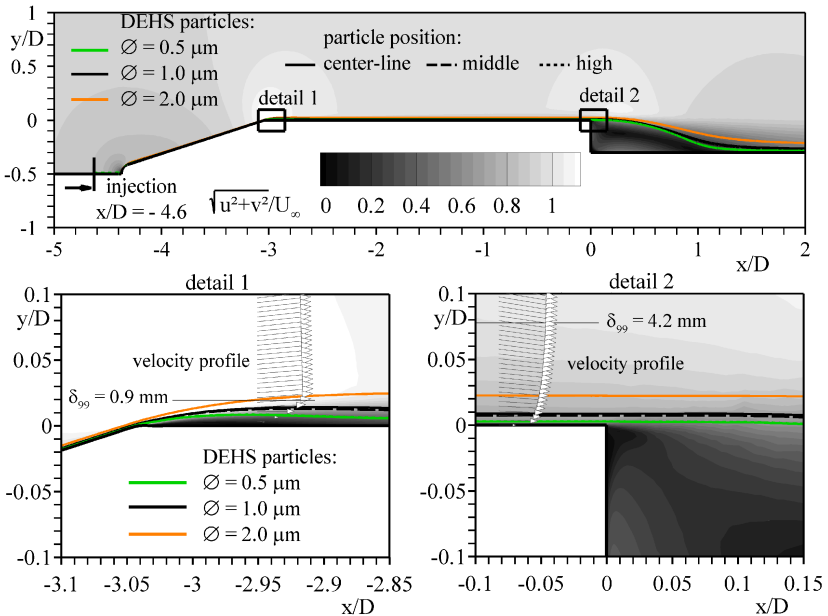 DEHS particles:
Ø = 0.5 µm
Ø = 1.0 µm
Ø = 2.0 µm
particle position:
center-line middle high
detail 1
detail 2
injection
x/D = - 4.6
√u²+v²/U∞
0 0.2 0.4 0.6 0.8 1
y/D
1
0.5
0
-0.5
-1
-5 -4 -3 -2 -1 0 1 2
x/D
detail 1
y/D
0.1
0.05
0
-0.05
-0.1
velocity profile
δ99 = 0.9 mm
DEHS particles:
Ø = 0.5 µm
Ø = 1.0 µm
Ø = 2.0 µm
-3.1 -3.05 -3 -2.95 -2.9 -2.85
x/D
detail 2
y/D
0.1
0.05
0
-0.05
-0.1
δ99 = 4.2 mm
velocity profile
-0.1 -0.05 0 0.05 0.1 0.15
x/D